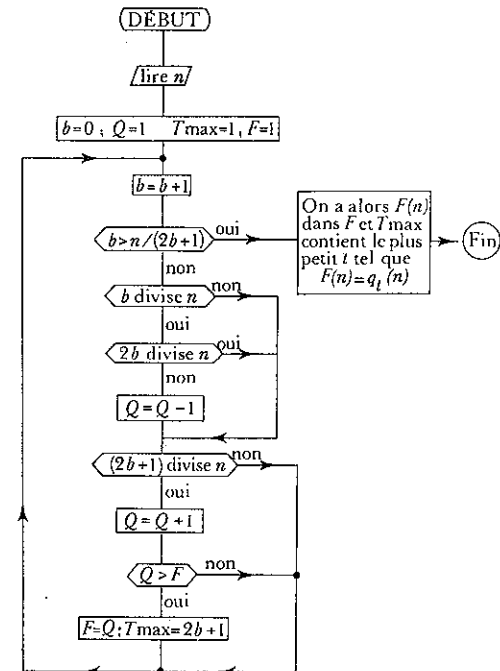 DÉBUT
lire n
b=0 ; Q=1 Tmax=1, F=1
b=b+1
b>n/(2b+1)
oui
On a alors F(n)
dans F et Tmax
contient le plus
petit t tel que
F(n)=qt(n)
Fin
non
b divise n
non
oui
2b divise n
oui
non
Q=Q-1
(2b+1) divise n
non
oui
Q=Q+1
Q>F
non
oui
F=Q;Tmax=2b+1